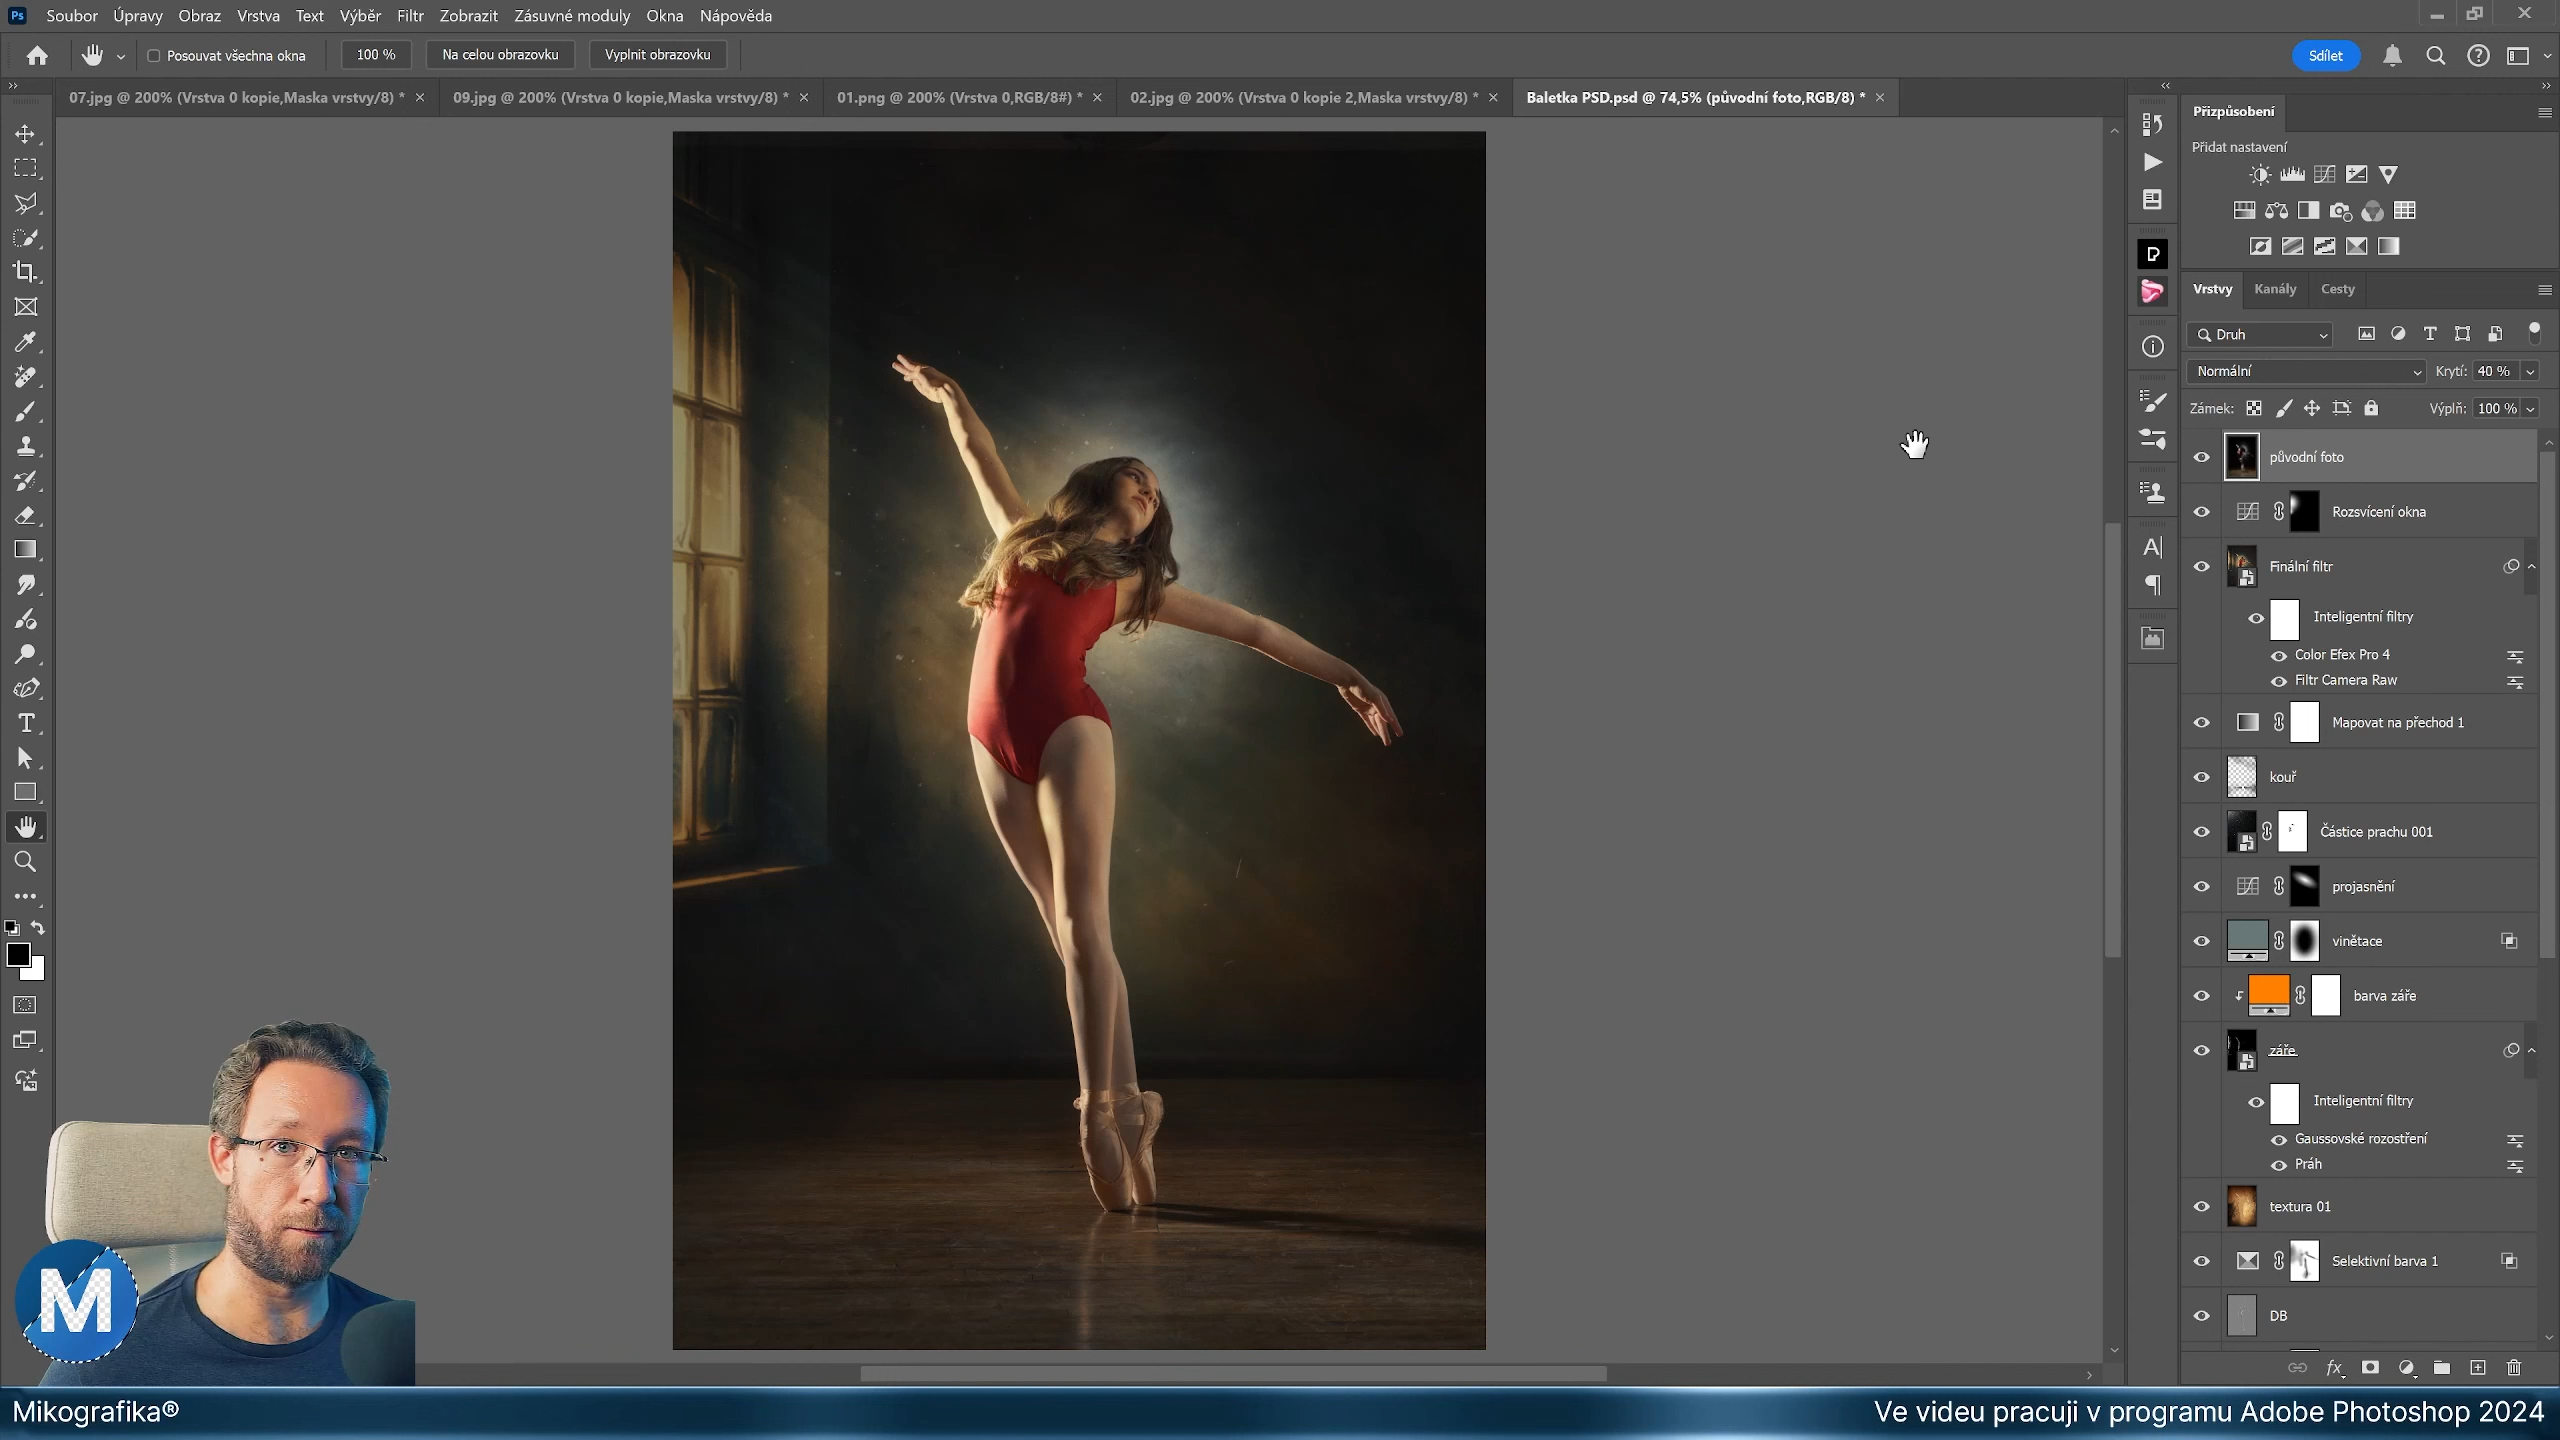 Ps
Soubor Úpravy Obraz Vrstva Text Výběr Filtr Zobrazit Zásuvné moduly Okna Nápověda
Posouvat všechna okna
100 %
Na celou obrazovku
Vyplnit obrazovku
Sdílet
07.jpg @ 200% (Vrstva 0 kopie,Maska vrstvy/8) *
09.jpg @ 200% (Vrstva 0 kopie,Maska vrstvy/8) *
01.png @ 200% (Vrstva 0,RGB/8#) *
02.jpg @ 200% (Vrstva 0 kopie 2,Maska vrstvy/8) *
Baletka PSD.psd @ 74,5% (původní foto,RGB/8) *
Přizpůsobení
Přidat nastavení
Vrstvy Kanály Cesty
Druh
Normální
Krytí: 40 %
Zámek:
Výplň: 100 %
původní foto
Rozsvícení okna
Finální filtr
Inteligentní filtry
Color Efex Pro 4
Filtr Camera Raw
Mapovat na přechod 1
kouř
Částice prachu 001
projasnění
vinětace
barva záře
záře
Inteligentní filtry
Gaussovské rozostření
Práh
textura 01
Selektivní barva 1
DB
fx
M
Mikografika®
Ve videu pracuji v programu Adobe Photoshop 2024